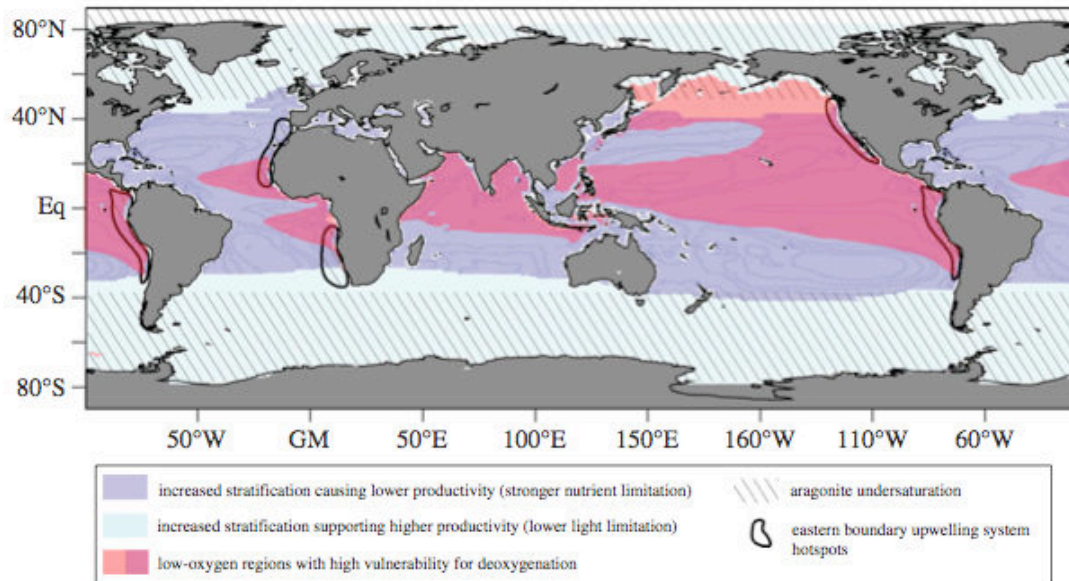 80°N
40°N
Eq
40°S
80°S
50°W GM 50°E 100°E 150°E 160°W 110°W 60°W
increased stratification causing lower productivity (stronger nutrient limitation)
increased stratification supporting higher productivity (lower light limitation)
low-oxygen regions with high vulnerability for deoxygenation
aragonite undersaturation
eastern boundary upwelling system
hotspots